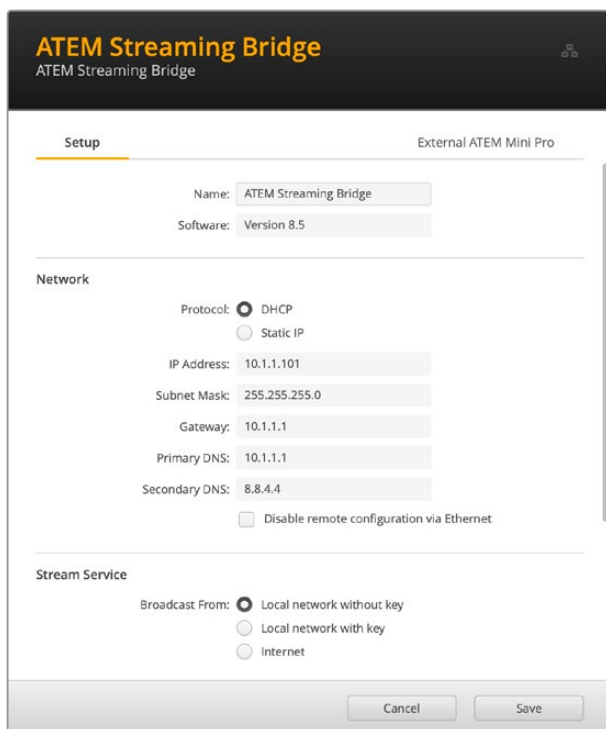 ATEM Streaming Bridge
ATEM Streaming Bridge
Setup External ATEM Mini Pro
Name: ATEM Streaming Bridge
Software: Version 8.5
Network
Protocol: DHCP
Static IP
IP Address: 10.1.1.101
Subnet Mask: 255.255.255.0
Gateway: 10.1.1.1
Primary DNS: 10.1.1.1
Secondary DNS: 8.8.4.4
Disable remote configuration via Ethernet
Stream Service
Broadcast From: Local network without key
Local network with key
Internet
Cancel Save